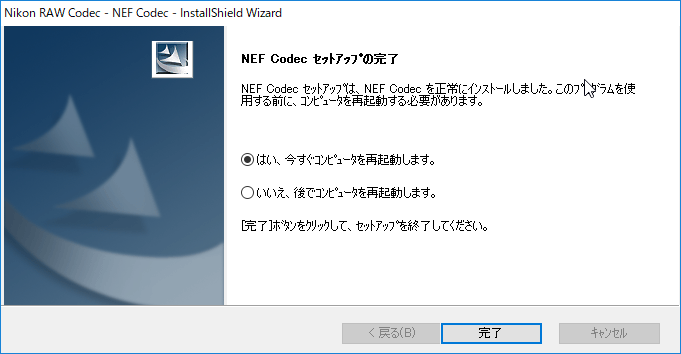 Nikon RAW Codec - NEF Codec - InstallShield Wizard
NEF Codec ｾｯﾄｱｯﾌﾟの完了
NEF Codec ｾｯﾄｱｯﾌﾟは、NEF Codec を正常にインストールしました。このﾌﾟﾛｸﾞﾗﾑを使
用する前に、ｺﾝﾋﾟｭｰﾀを再起動する必要があります。
はい、今すぐｺﾝﾋﾟｭｰﾀを再起動します。
いいえ、後でｺﾝﾋﾟｭｰﾀを再起動します。
[完了]ﾎﾞﾀﾝをｸﾘｯｸして、ｾｯﾄｱｯﾌﾟを終了してください。
< 戻る(B)
完了
ｷｬﾝｾﾙ